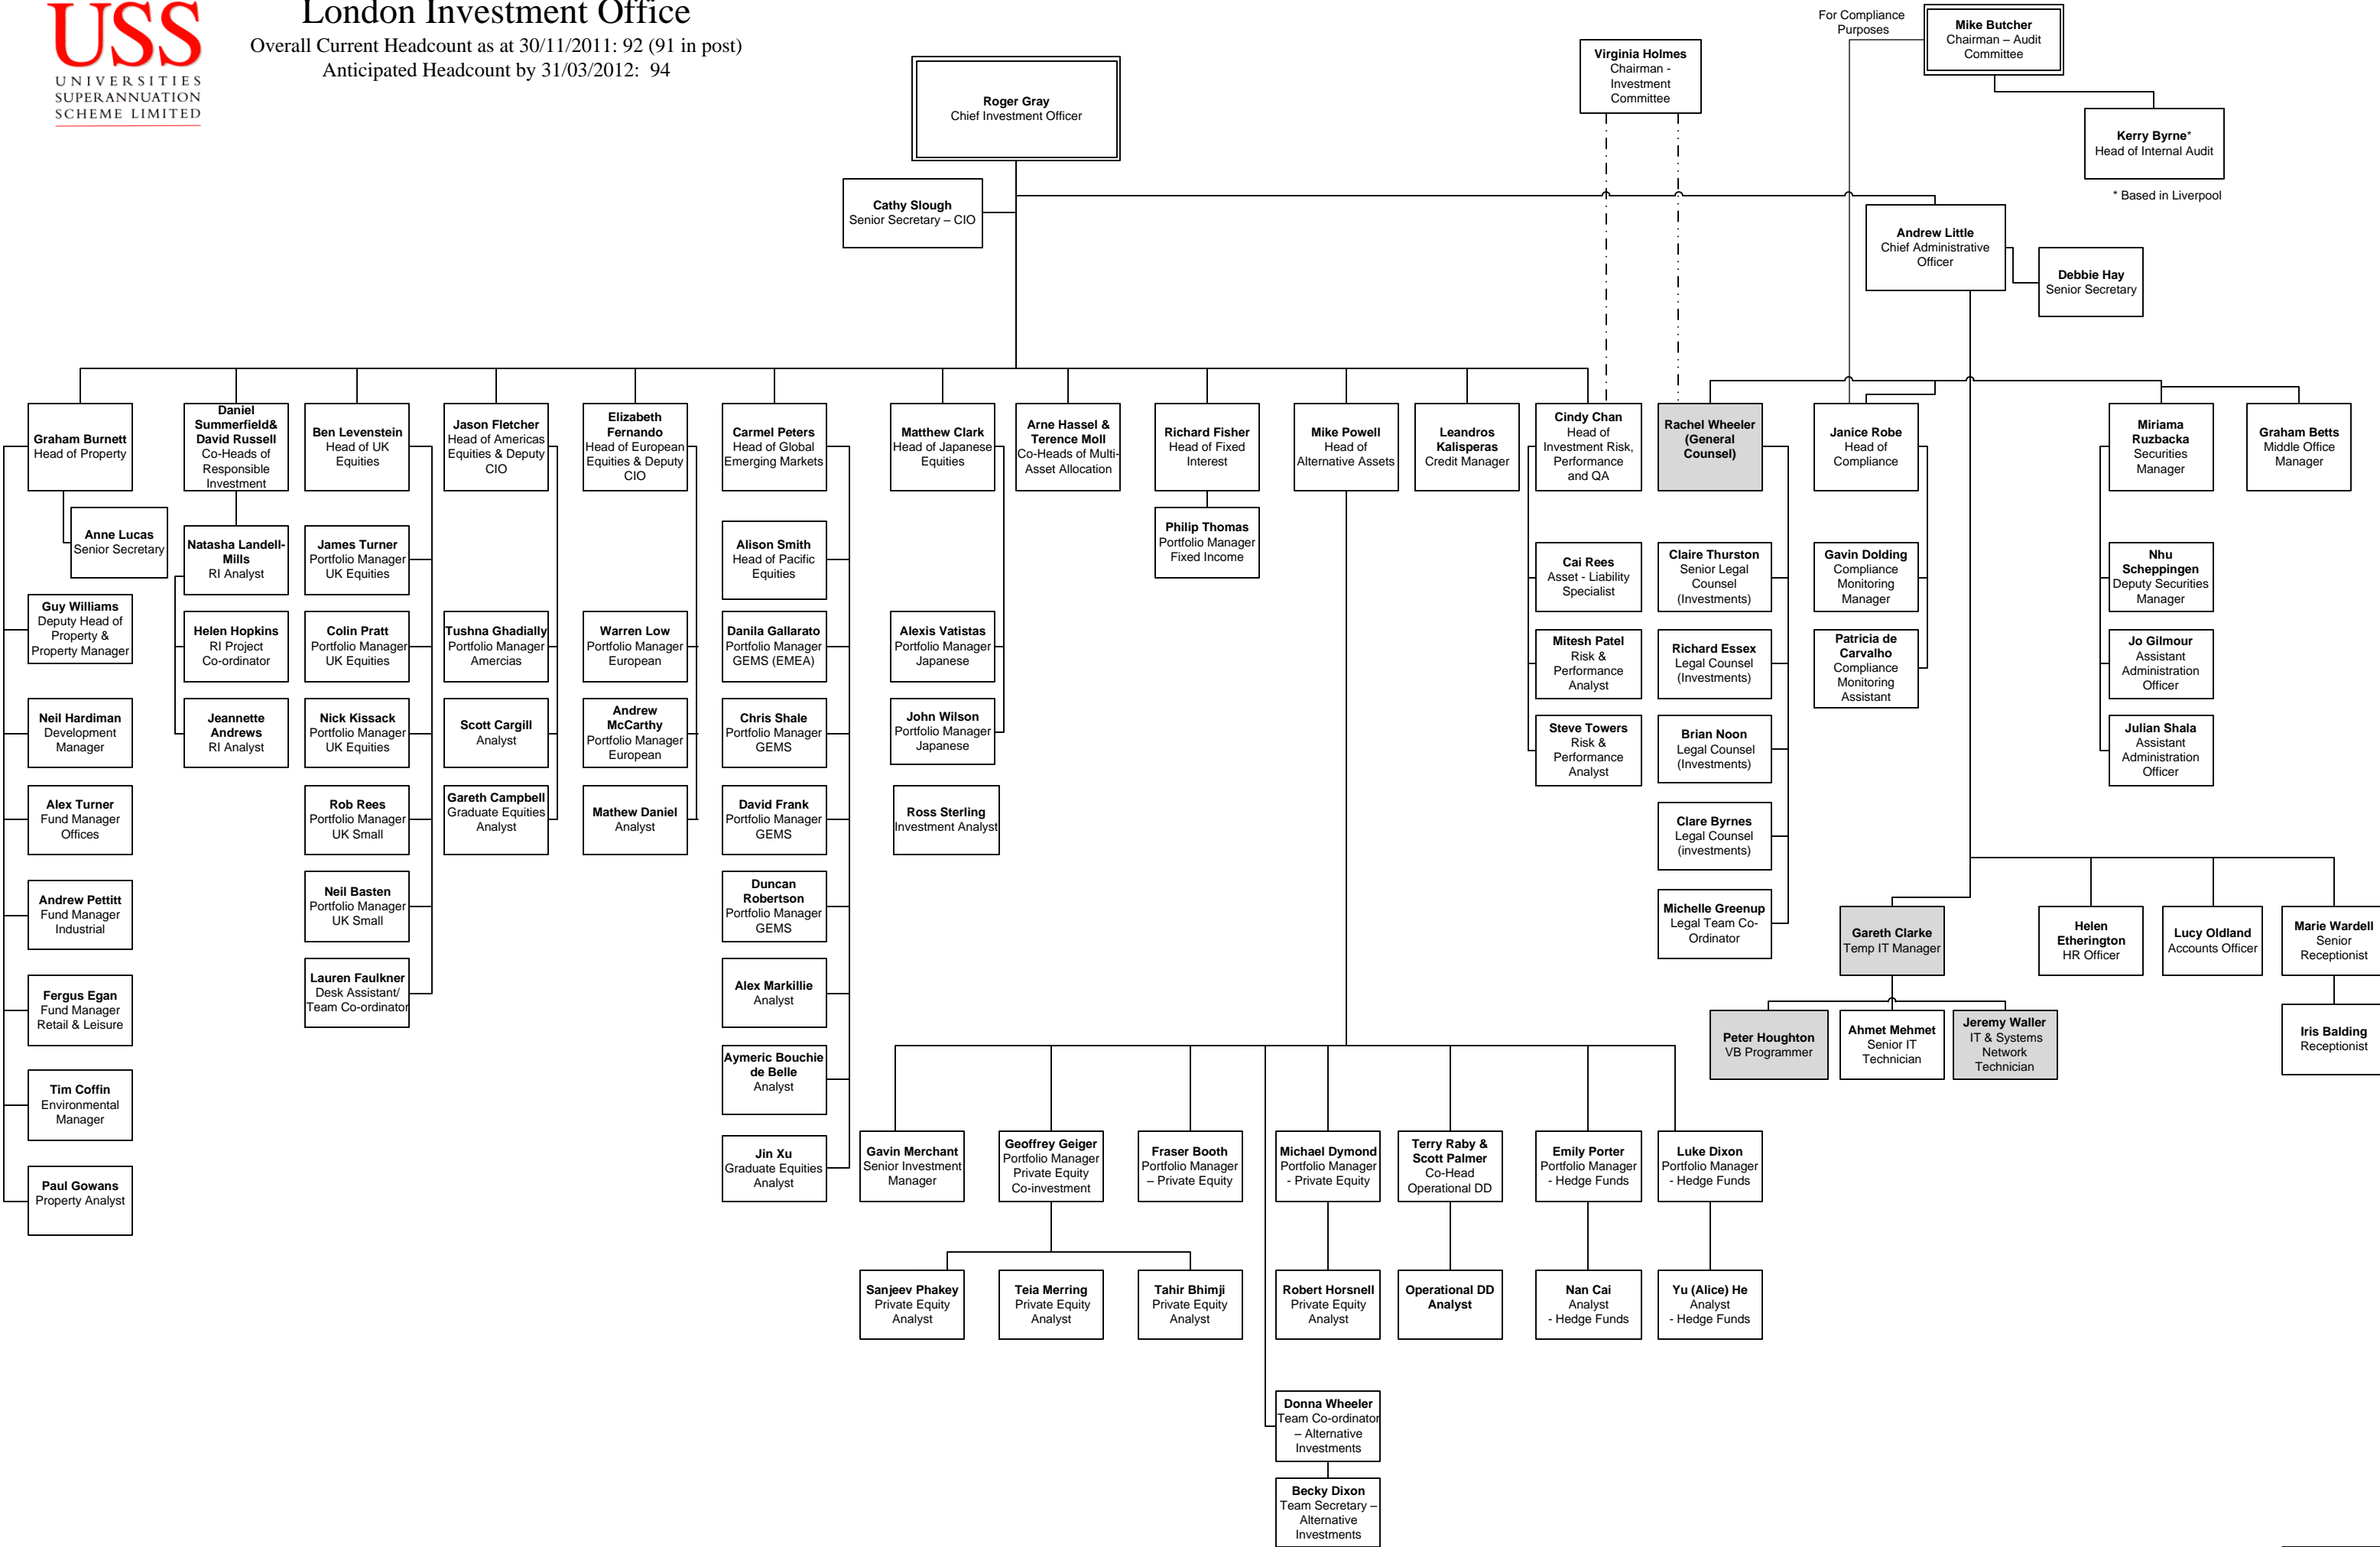 USS
UNIVERSITIES
SUPERANNUATION
SCHEME LIMITED
London Investment Office
Overall Current Headcount as at 30/11/2011: 92 (91 in post)
Anticipated Headcount by 31/03/2012: 94
Roger Gray
Chief Investment Officer
Cathy Slough
Senior Secretary – CIO
Virginia Holmes
Chairman -
Investment
Committee
For Compliance
Purposes
Mike Butcher
Chairman – Audit
Committee
Kerry Byrne*
Head of Internal Audit
* Based in Liverpool
Andrew Little
Chief Administrative
Officer
Debbie Hay
Senior Secretary
Graham Burnett
Head of Property
Daniel
Summerfield&
David Russell
Co-Heads of
Responsible
Investment
Ben Levenstein
Head of UK
Equities
Jason Fletcher
Head of Americas
Equities & Deputy
CIO
Elizabeth
Fernando
Head of European
Equities & Deputy
CIO
Carmel Peters
Head of Global
Emerging Markets
Matthew Clark
Head of Japanese
Equities
Arne Hassel &
Terence Moll
Co-Heads of Multi-
Asset Allocation
Richard Fisher
Head of Fixed
Interest
Mike Powell
Head of
Alternative Assets
Leandros
Kalisperas
Credit Manager
Cindy Chan
Head of
Investment Risk,
Performance
and QA
Rachel Wheeler
(General
Counsel)
Janice Robe
Head of
Compliance
Miriama
Ruzbacka
Securities
Manager
Graham Betts
Middle Office
Manager
Anne Lucas
Senior Secretary
Guy Williams
Deputy Head of
Property &
Property Manager
Neil Hardiman
Development
Manager
Alex Turner
Fund Manager
Offices
Andrew Pettitt
Fund Manager
Industrial
Fergus Egan
Fund Manager
Retail & Leisure
Tim Coffin
Environmental
Manager
Paul Gowans
Property Analyst
Natasha Landell-
Mills
RI Analyst
Helen Hopkins
RI Project
Co-ordinator
Jeannette
Andrews
RI Analyst
James Turner
Portfolio Manager
UK Equities
Colin Pratt
Portfolio Manager
UK Equities
Nick Kissack
Portfolio Manager
UK Equities
Rob Rees
Portfolio Manager
UK Small
Neil Basten
Portfolio Manager
UK Small
Lauren Faulkner
Desk Assistant/
Team Co-ordinator
Tushna Ghadially
Portfolio Manager
Amercias
Scott Cargill
Analyst
Gareth Campbell
Graduate Equities
Analyst
Warren Low
Portfolio Manager
European
Andrew
McCarthy
Portfolio Manager
European
Mathew Daniel
Analyst
Alison Smith
Head of Pacific
Equities
Danila Gallarato
Portfolio Manager
GEMS (EMEA)
Chris Shale
Portfolio Manager
GEMS
David Frank
Portfolio Manager
GEMS
Duncan
Robertson
Portfolio Manager
GEMS
Alex Markillie
Analyst
Aymeric Bouchie
de Belle
Analyst
Jin Xu
Graduate Equities
Analyst
Alexis Vatistas
Portfolio Manager
Japanese
John Wilson
Portfolio Manager
Japanese
Ross Sterling
Investment Analyst
Philip Thomas
Portfolio Manager
Fixed Income
Cai Rees
Asset - Liability
Specialist
Mitesh Patel
Risk &
Performance
Analyst
Steve Towers
Risk &
Performance
Analyst
Claire Thurston
Senior Legal
Counsel
(Investments)
Richard Essex
Legal Counsel
(Investments)
Brian Noon
Legal Counsel
(Investments)
Clare Byrnes
Legal Counsel
(investments)
Michelle Greenup
Legal Team Co-
Ordinator
Gavin Dolding
Compliance
Monitoring
Manager
Patricia de
Carvalho
Compliance
Monitoring
Assistant
Nhu
Scheppingen
Deputy Securities
Manager
Jo Gilmour
Assistant
Administration
Officer
Julian Shala
Assistant
Administration
Officer
Gareth Clarke
Temp IT Manager
Helen
Etherington
HR Officer
Lucy Oldland
Accounts Officer
Marie Wardell
Senior
Receptionist
Peter Houghton
VB Programmer
Ahmet Mehmet
Senior IT
Technician
Jeremy Waller
IT & Systems
Network
Technician
Iris Balding
Receptionist
Gavin Merchant
Senior Investment
Manager
Geoffrey Geiger
Portfolio Manager
Private Equity
Co-investment
Fraser Booth
Portfolio Manager
– Private Equity
Michael Dymond
Portfolio Manager
- Private Equity
Terry Raby &
Scott Palmer
Co-Head
Operational DD
Emily Porter
Portfolio Manager
- Hedge Funds
Luke Dixon
Portfolio Manager
- Hedge Funds
Sanjeev Phakey
Private Equity
Analyst
Teia Merring
Private Equity
Analyst
Tahir Bhimji
Private Equity
Analyst
Robert Horsnell
Private Equity
Analyst
Operational DD
Analyst
Nan Cai
Analyst
- Hedge Funds
Yu (Alice) He
Analyst
- Hedge Funds
Donna Wheeler
Team Co-ordinator
– Alternative
Investments
Becky Dixon
Team Secretary –
Alternative
Investments